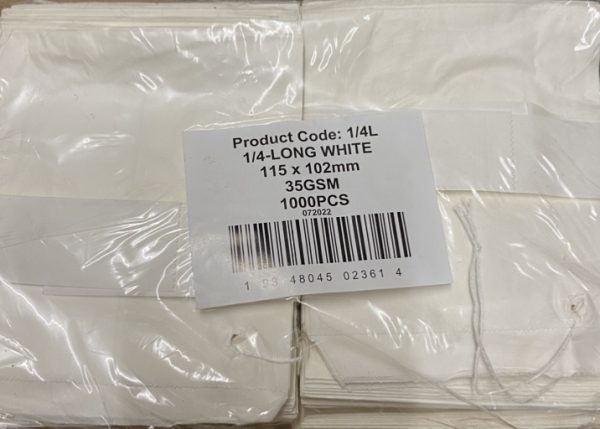 Product Code: 1/4L
1/4-LONG WHITE
115 x 102mm
35GSM
1000PCS
072022
1 93 48045 02361 4